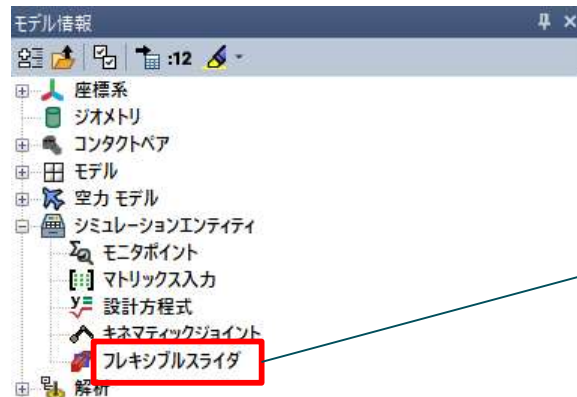 モデル情報
:12
座標系
ジオメトリ
コンタクトペア
モデル
空力 モデル
シミュレーションエンティティ
モニタポイント
マトリックス入力
設計方程式
キネマティックジョイント
フレキシブルスライダ
解析